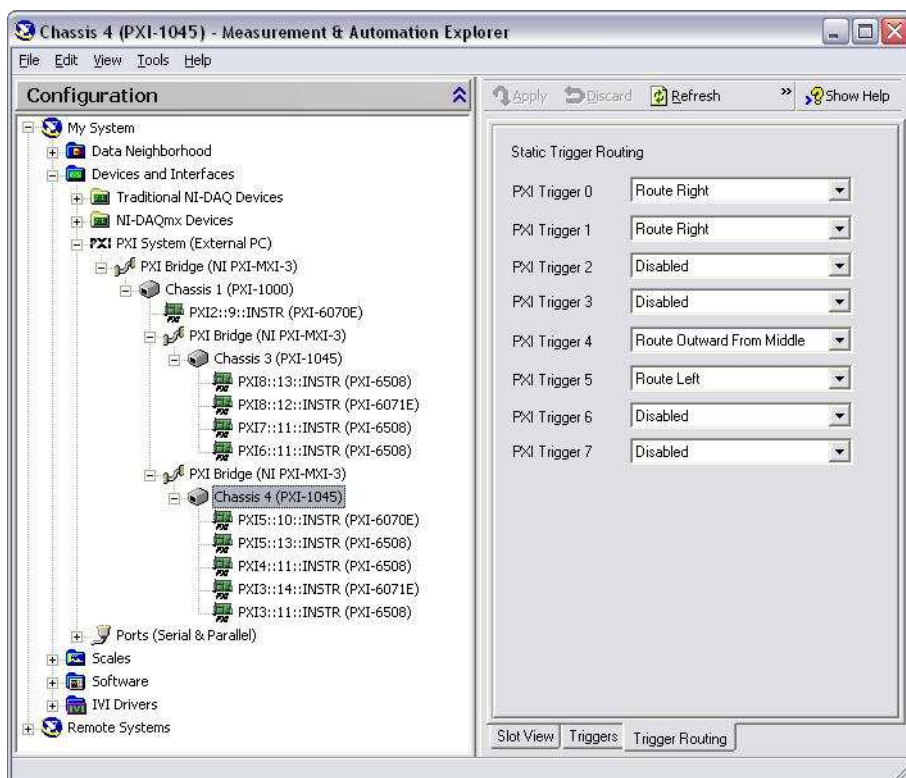 Chassis 4 (PXI-1045) - Measurement & Automation Explorer
File Edit View Tools Help
Configuration
My System
Data Neighborhood
Devices and Interfaces
Traditional NI-DAQ Devices
NI-DAQmx Devices
PXI PXI System (External PC)
PXI Bridge (NI PXI-MXI-3)
Chassis 1 (PXI-1000)
PXI2::9::INSTR (PXI-6070E)
PXI Bridge (NI PXI-MXI-3)
Chassis 3 (PXI-1045)
PXI8::13::INSTR (PXI-6508)
PXI8::12::INSTR (PXI-6071E)
PXI7::11::INSTR (PXI-6508)
PXI6::11::INSTR (PXI-6508)
PXI Bridge (NI PXI-MXI-3)
Chassis 4 (PXI-1045)
PXI5::10::INSTR (PXI-6070E)
PXI5::13::INSTR (PXI-6508)
PXI4::11::INSTR (PXI-6508)
PXI3::14::INSTR (PXI-6071E)
PXI3::11::INSTR (PXI-6508)
Ports (Serial & Parallel)
Scales
Software
IVI Drivers
Remote Systems
Apply Discard Refresh » Show Help
Static Trigger Routing
PXI Trigger 0 Route Right
PXI Trigger 1 Route Right
PXI Trigger 2 Disabled
PXI Trigger 3 Disabled
PXI Trigger 4 Route Outward From Middle
PXI Trigger 5 Route Left
PXI Trigger 6 Disabled
PXI Trigger 7 Disabled
Slot View Triggers Trigger Routing